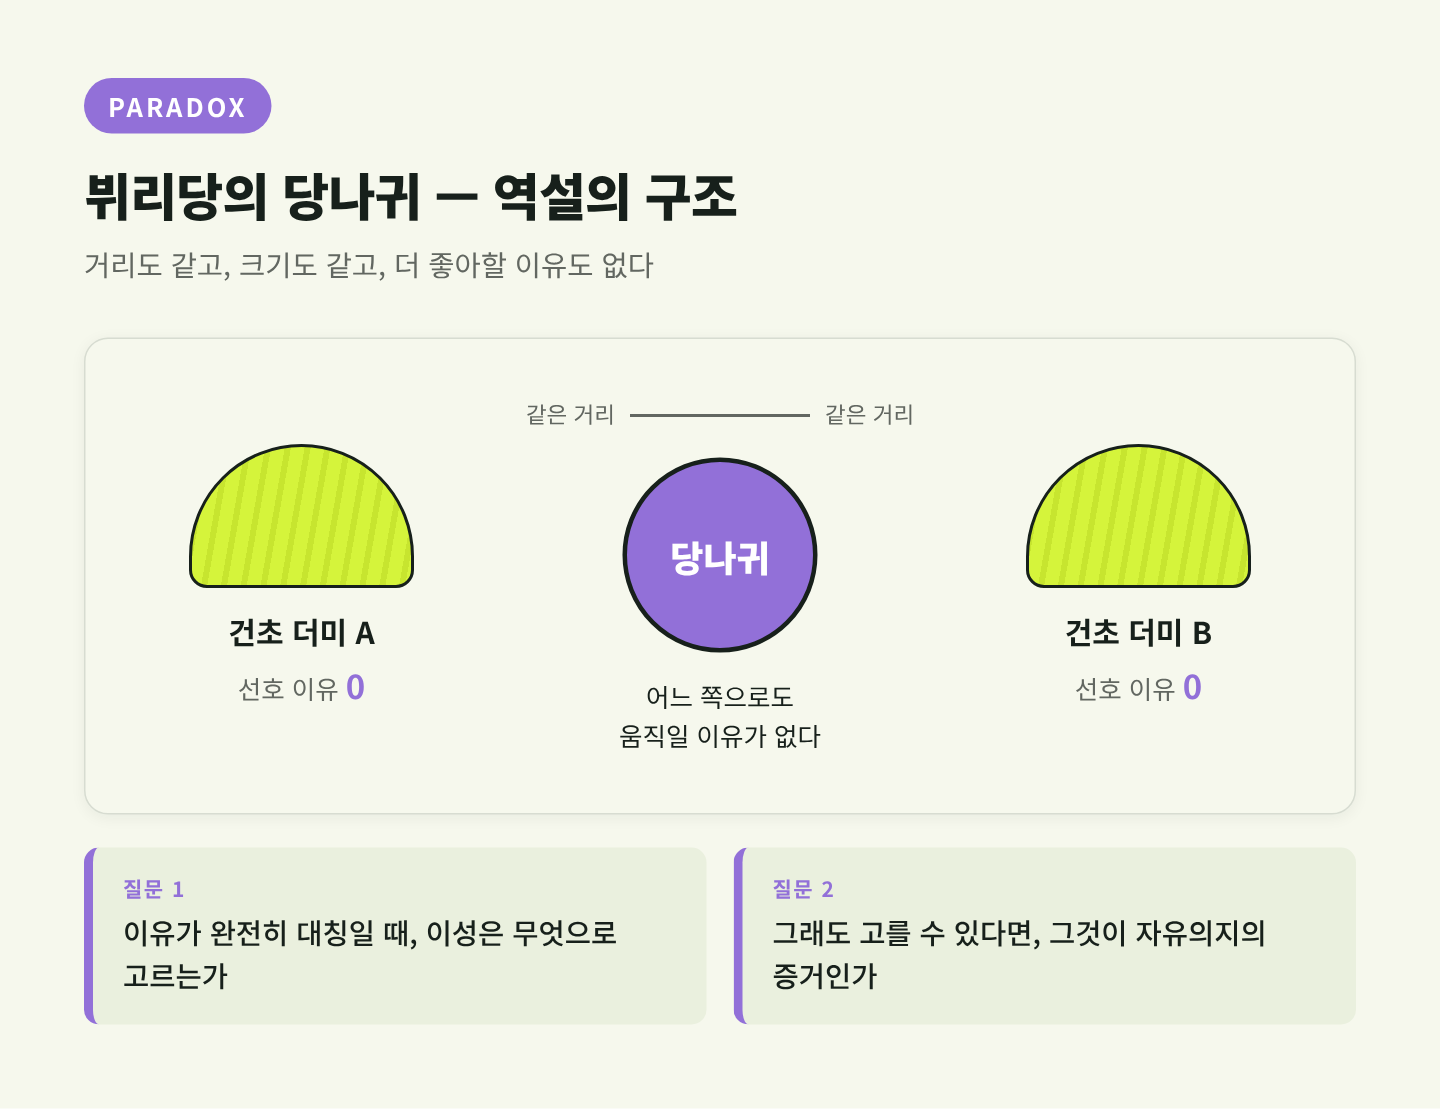 PARADOX
뷔리당의 당나귀 — 역설의 구조
거리도 같고, 크기도 같고, 더 좋아할 이유도 없다
같은 거리 같은 거리
당나귀
건초 더미 A
선호 이유 0
어느 쪽으로도
움직일 이유가 없다
건초 더미 B
선호 이유 0
질문 1
이유가 완전히 대칭일 때, 이성은 무엇으로
고르는가
질문 2
그래도 고를 수 있다면, 그것이 자유의지의
증거인가